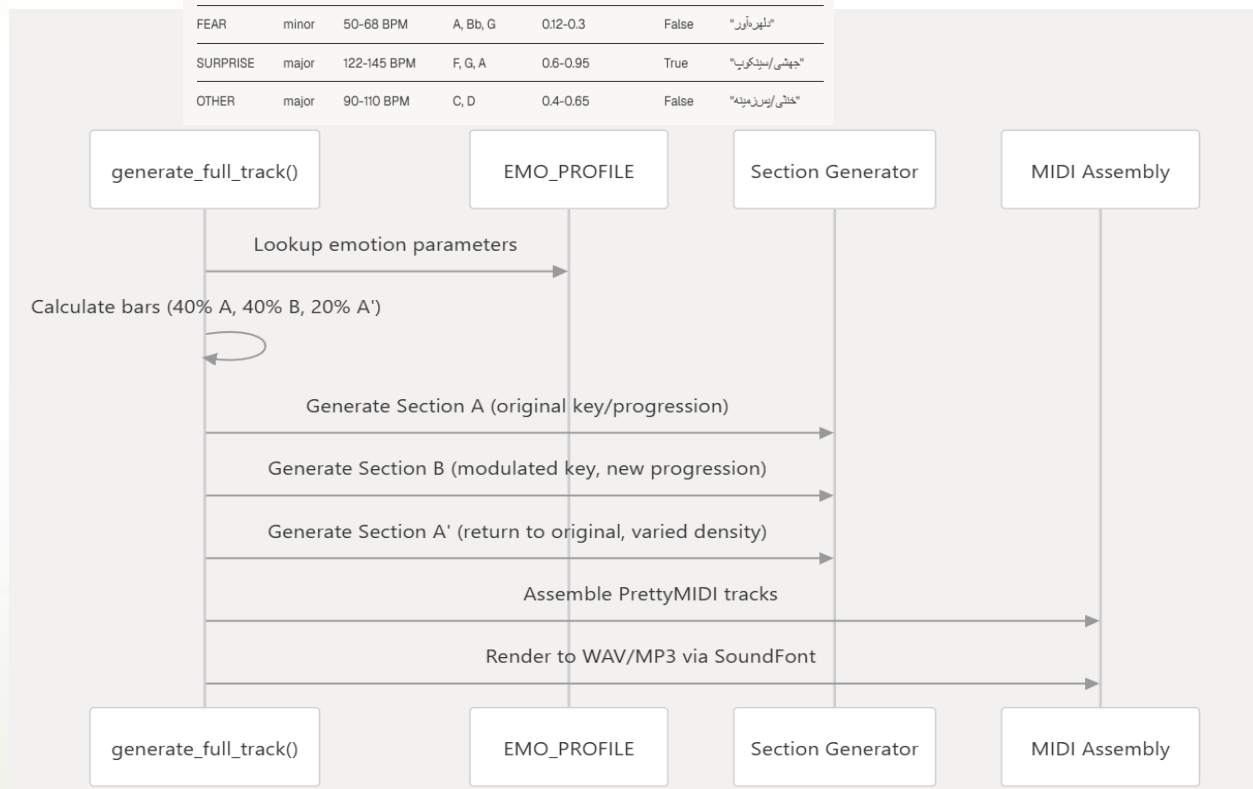 FEAR minor 50-68 BPM A, Bb, G 0.12-0.3 False "دلهره‌آور"
SURPRISE major 122-145 BPM F, G, A 0.6-0.95 True "جهشی/سینکوپ"
OTHER major 90-110 BPM C, D 0.4-0.65 False "خنثی/پس‌زمینه"
generate_full_track() EMO_PROFILE Section Generator MIDI Assembly
Lookup emotion parameters
Calculate bars (40% A, 40% B, 20% A')
Generate Section A (original key/progression)
Generate Section B (modulated key, new progression)
Generate Section A' (return to original, varied density)
Assemble PrettyMIDI tracks
Render to WAV/MP3 via SoundFont
generate_full_track() EMO_PROFILE Section Generator MIDI Assembly